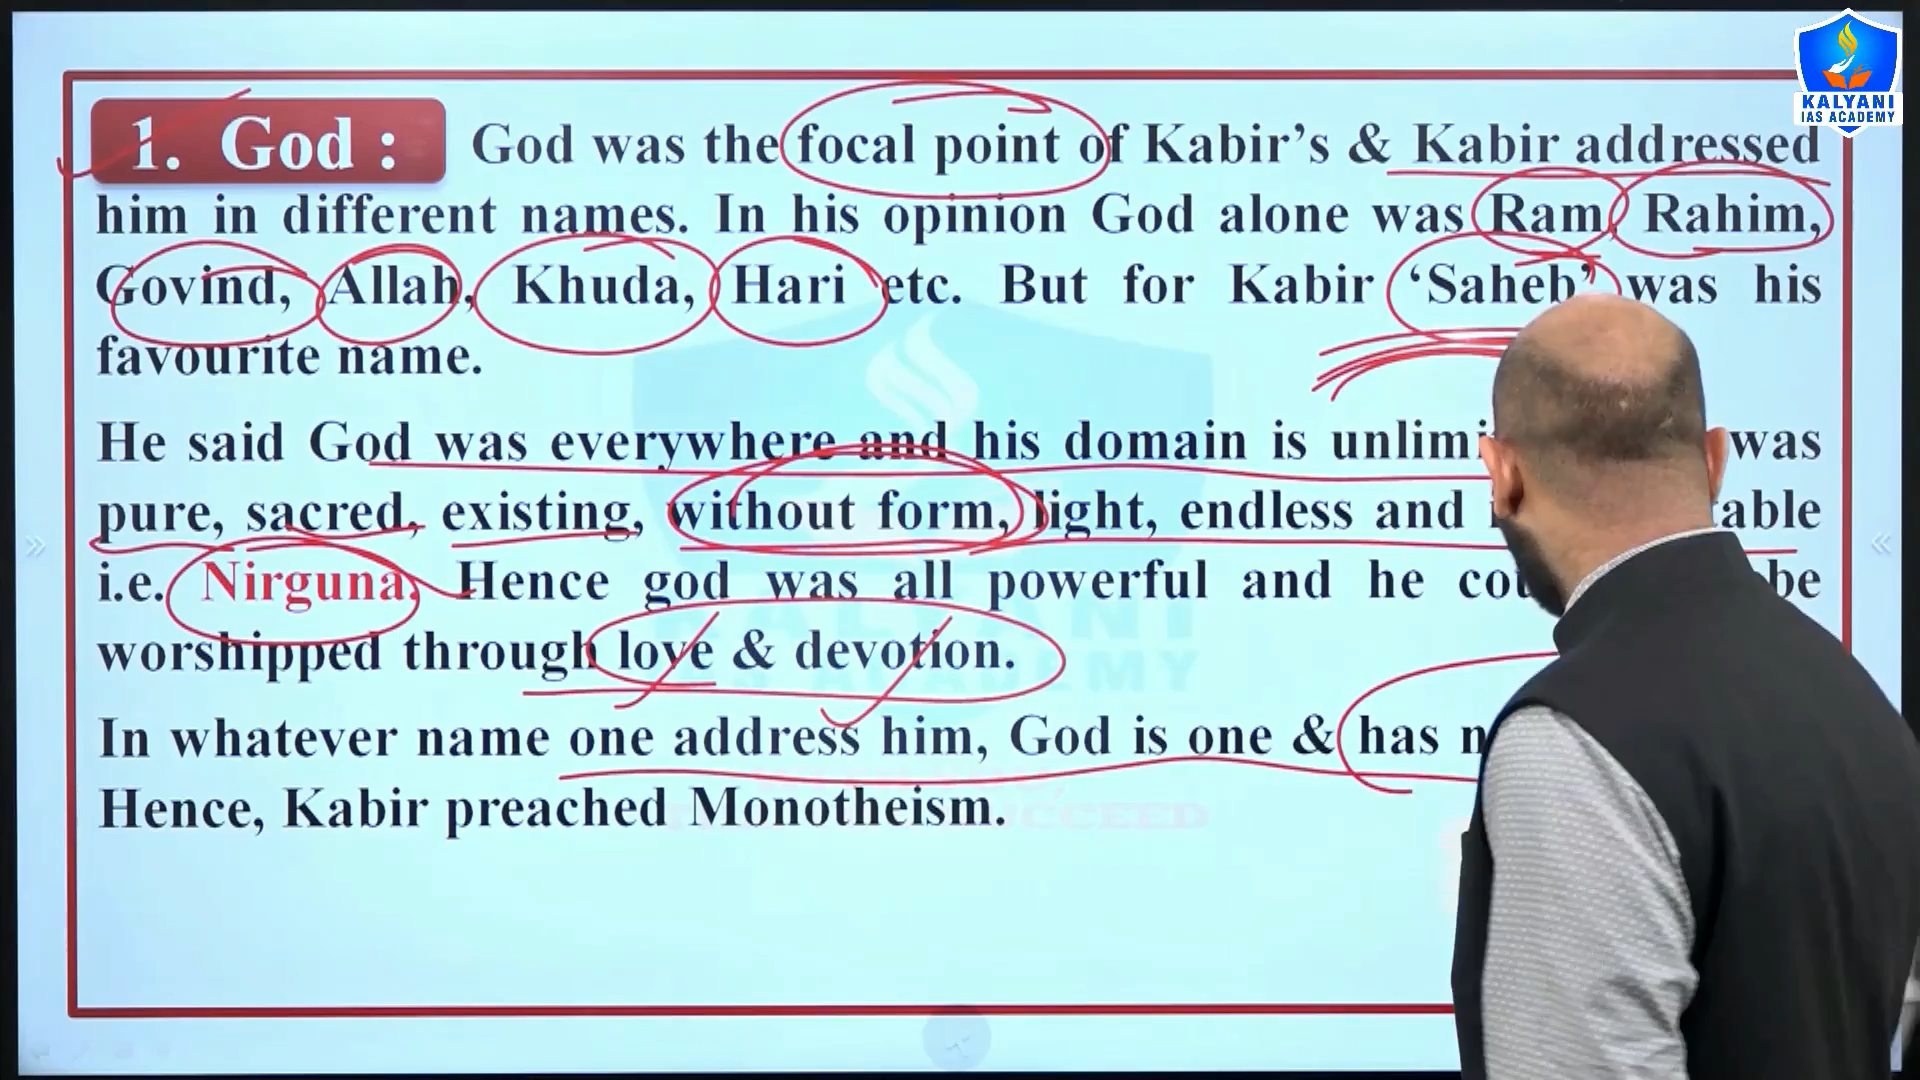 KALYANI
IAS ACADEMY
1. God : God was the focal point of Kabir's & Kabir addressed
him in different names. In his opinion God alone was Ram, Rahim,
Govind, Allah, Khuda, Hari etc. But for Kabir 'Saheb' was his
favourite name.
He said God was everywhere and his domain is was
pure, sacred, existing, without form, light, endless and
i.e. Nirguna. Hence god was all powerful and he be
worshipped through love & devotion.
In whatever name one address him, God is one & has
Hence, Kabir preached Monotheism.
KALYANI
IAS ACADEMY